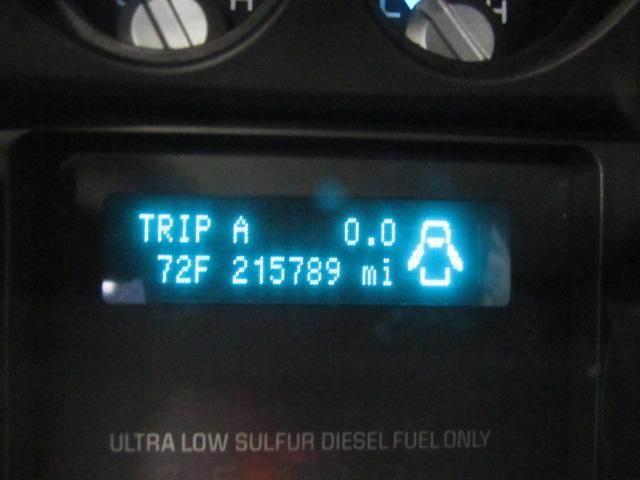 H
C H
TRIP A 0.0
72F 215789 mi
ULTRA LOW SULFUR DIESEL FUEL ONLY